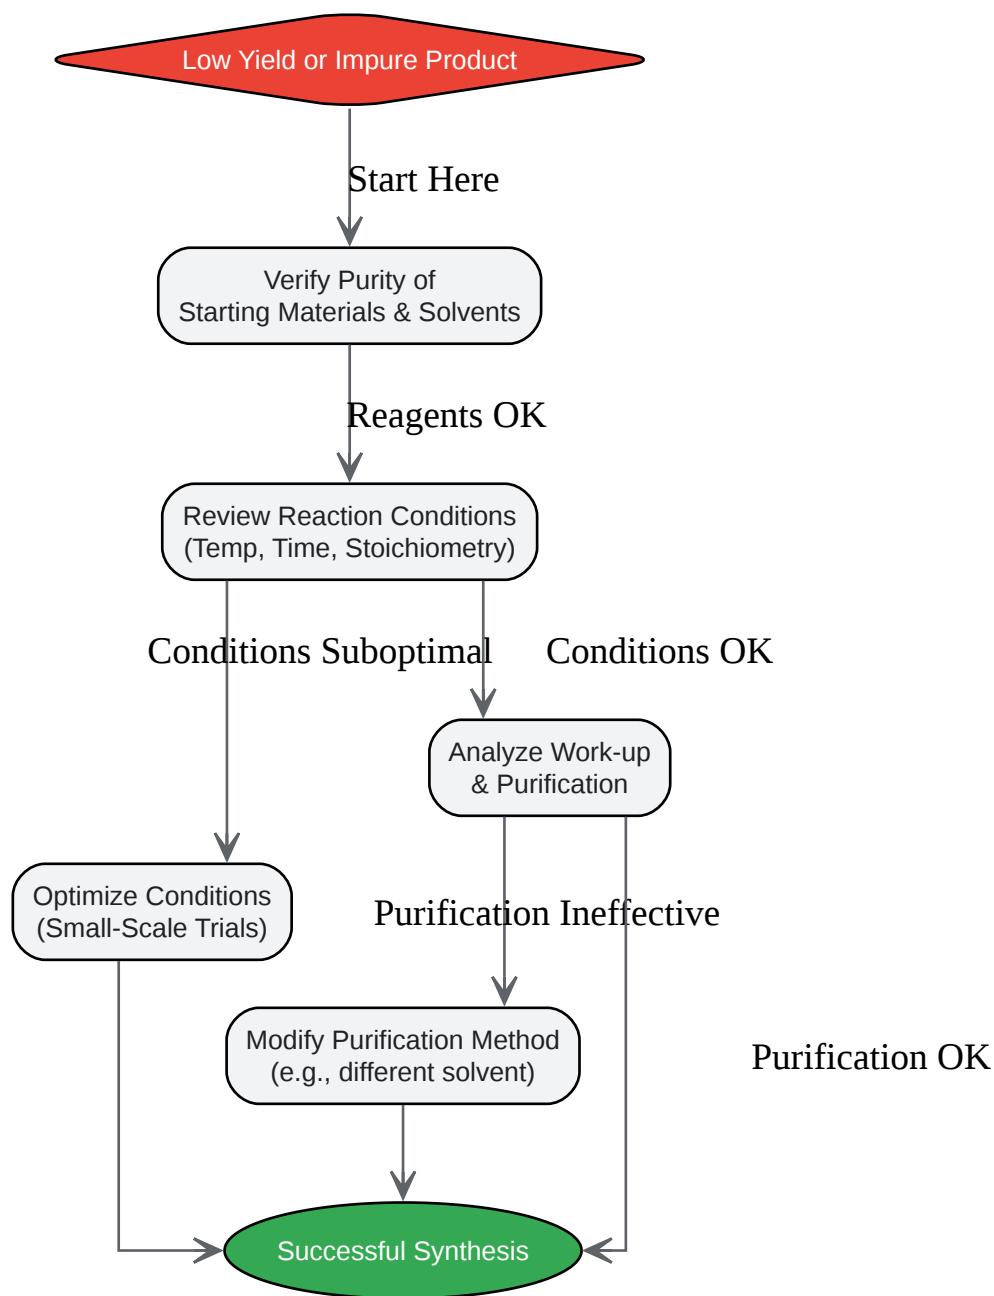 Low Yield or Impure Product
Start Here
Verify Purity of
Starting Materials & Solvents
Reagents OK
Review Reaction Conditions
(Temp, Time, Stoichiometry)
Conditions Suboptimal
Conditions OK
Analyze Work-up
& Purification
Optimize Conditions
(Small-Scale Trials)
Purification Ineffective
Modify Purification Method
(e.g., different solvent)
Purification OK
Successful Synthesis